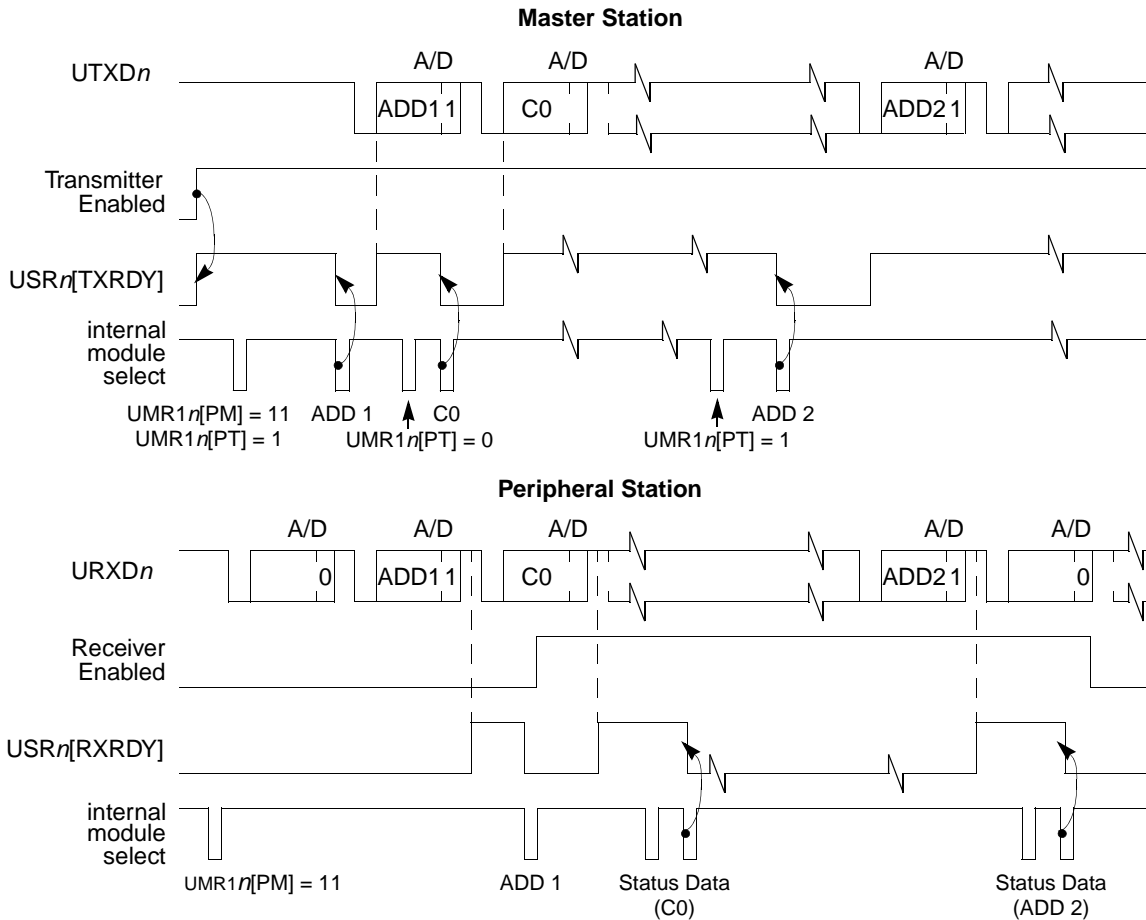 Master Station
A/D A/D A/D
UTXDn
ADD1 1 C0 ADD2 1
Transmitter
Enabled
USRn[TXRDY]
internal
module
select
UMR1n[PM] = 11 ADD 1 C0 ADD 2
UMR1n[PT] = 1 UMR1n[PT] = 0 UMR1n[PT] = 1
Peripheral Station
A/D A/D A/D A/D A/D
URXDn
0 ADD1 1 C0 ADD2 1 0
Receiver
Enabled
USRn[RXRDY]
internal
module
select
UMR1n[PM] = 11 ADD 1 Status Data Status Data
(C0) (ADD 2)